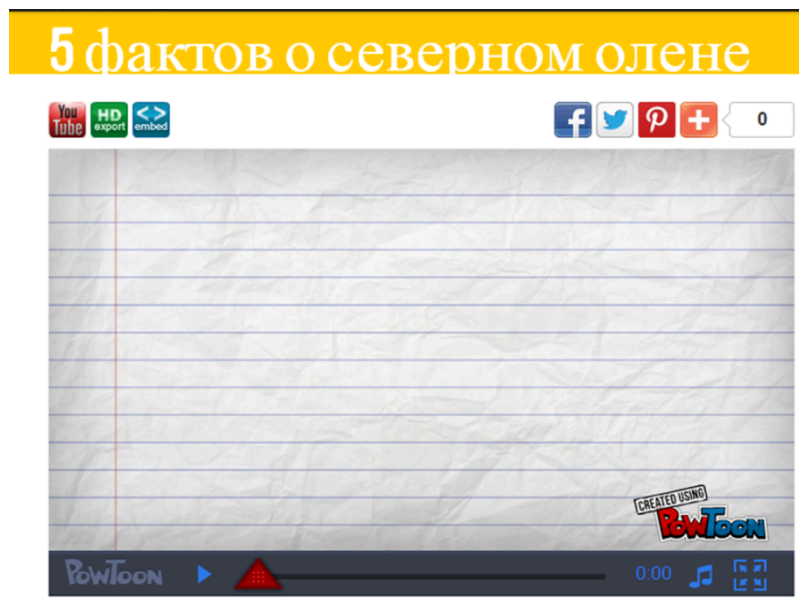 5 фактов о северном олене
You Tube
HD export
<> embed
0
CREATED USING
PowToon
PowToon
0:00